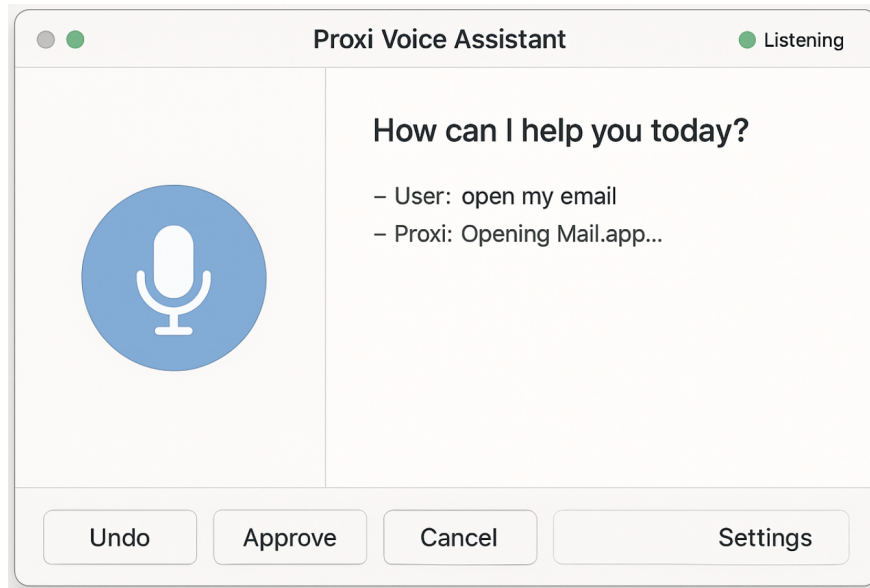 Proxi Voice Assistant
Listening
How can I help you today?
– User: open my email
– Proxi: Opening Mail.app...
Undo
Approve
Cancel
Settings